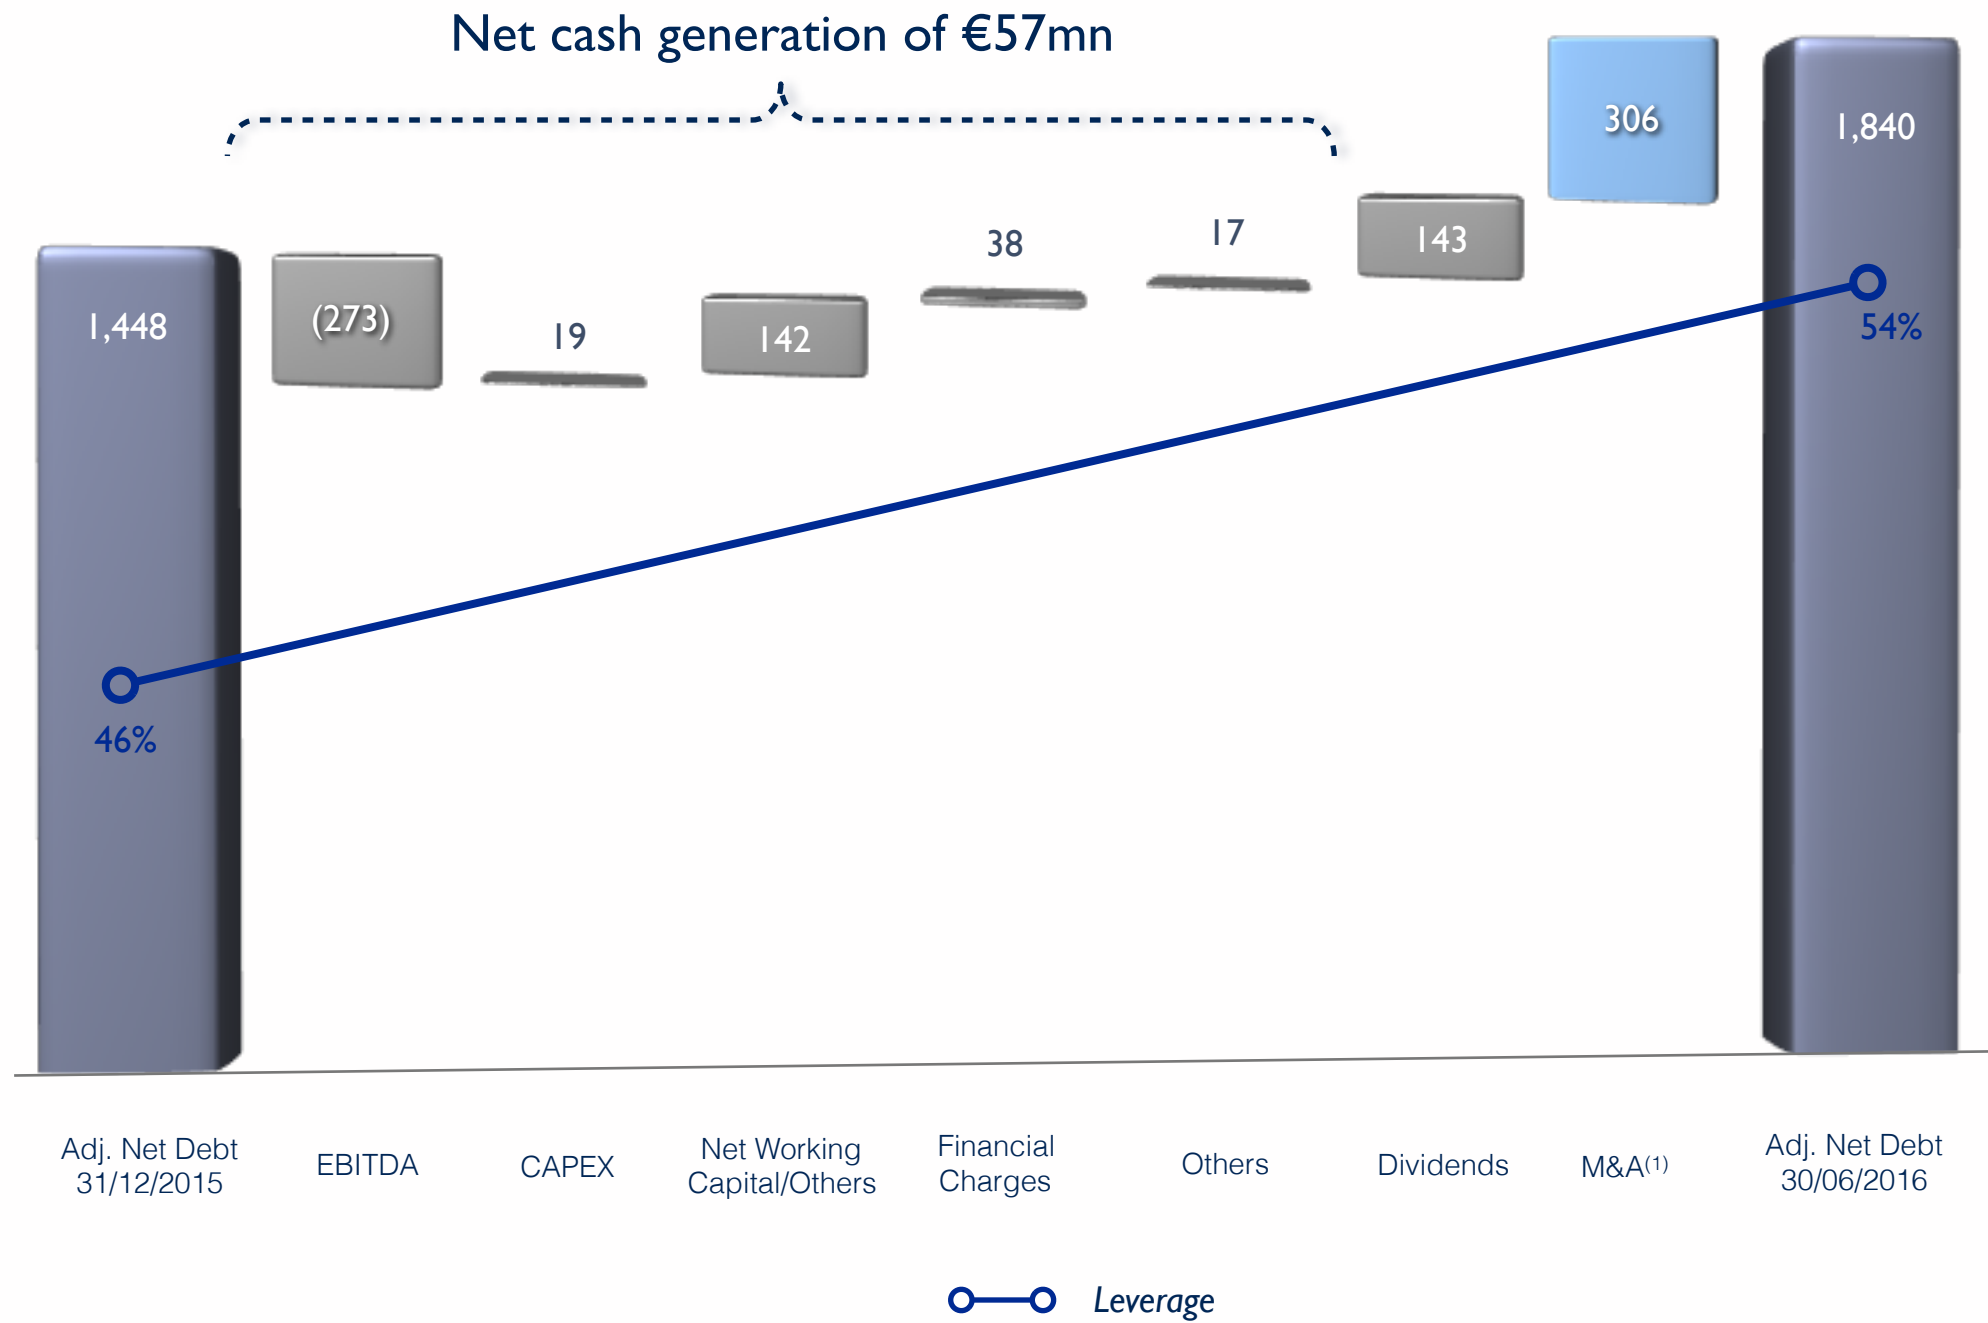 Net cash generation of €57mn
306
1,840
17
143
38
1,448
(273)
19
142
54%
46%
Adj. Net Debt
31/12/2015
EBITDA
CAPEX
Net Working
Capital/Others
Financial
Charges
Others
Dividends
M&A(1)
Adj. Net Debt
30/06/2016
Leverage